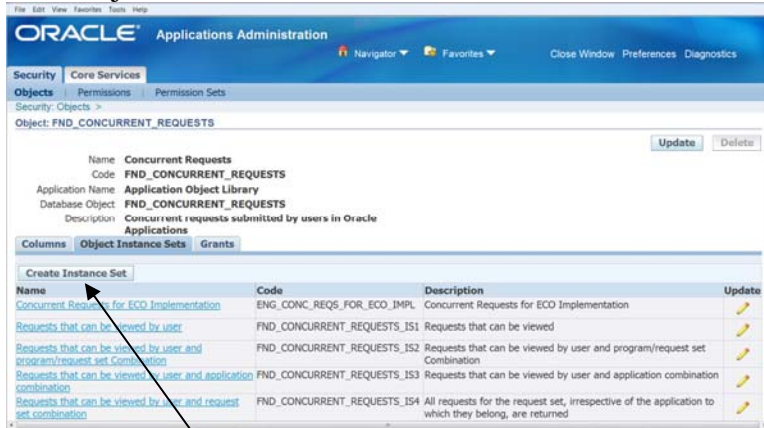 File Edit View Favorites Tools Help
ORACLE Applications Administration
Navigator Favorites Close Window Preferences Diagnostics
Security Core Services
Objects Permissions Permission Sets
Security: Objects >
Object: FND_CONCURRENT_REQUESTS
Update Delete
Name Concurrent Requests
Code FND_CONCURRENT_REQUESTS
Application Name Application Object Library
Database Object FND_CONCURRENT_REQUESTS
Description Concurrent requests submitted by users in Oracle
Applications
Columns Object Instance Sets Grants
Create Instance Set
Name Code Description Update
Concurrent Requests for ECO Implementation ENG_CONC_REQS_FOR_ECO_IMPL Concurrent Requests for ECO Implementation
Requests that can be viewed by user FND_CONCURRENT_REQUESTS_IS1 Requests that can be viewed
Requests that can be viewed by user and FND_CONCURRENT_REQUESTS_IS2 Requests that can be viewed by user and program/request set
program/request set Combination Combination
Requests that can be viewed by user and application FND_CONCURRENT_REQUESTS_IS3 Requests that can be viewed by user and application combination
combination
Requests that can be viewed by user and request FND_CONCURRENT_REQUESTS_IS4 All requests for the request set, irrespective of the application to
set combination which they belong, are returned